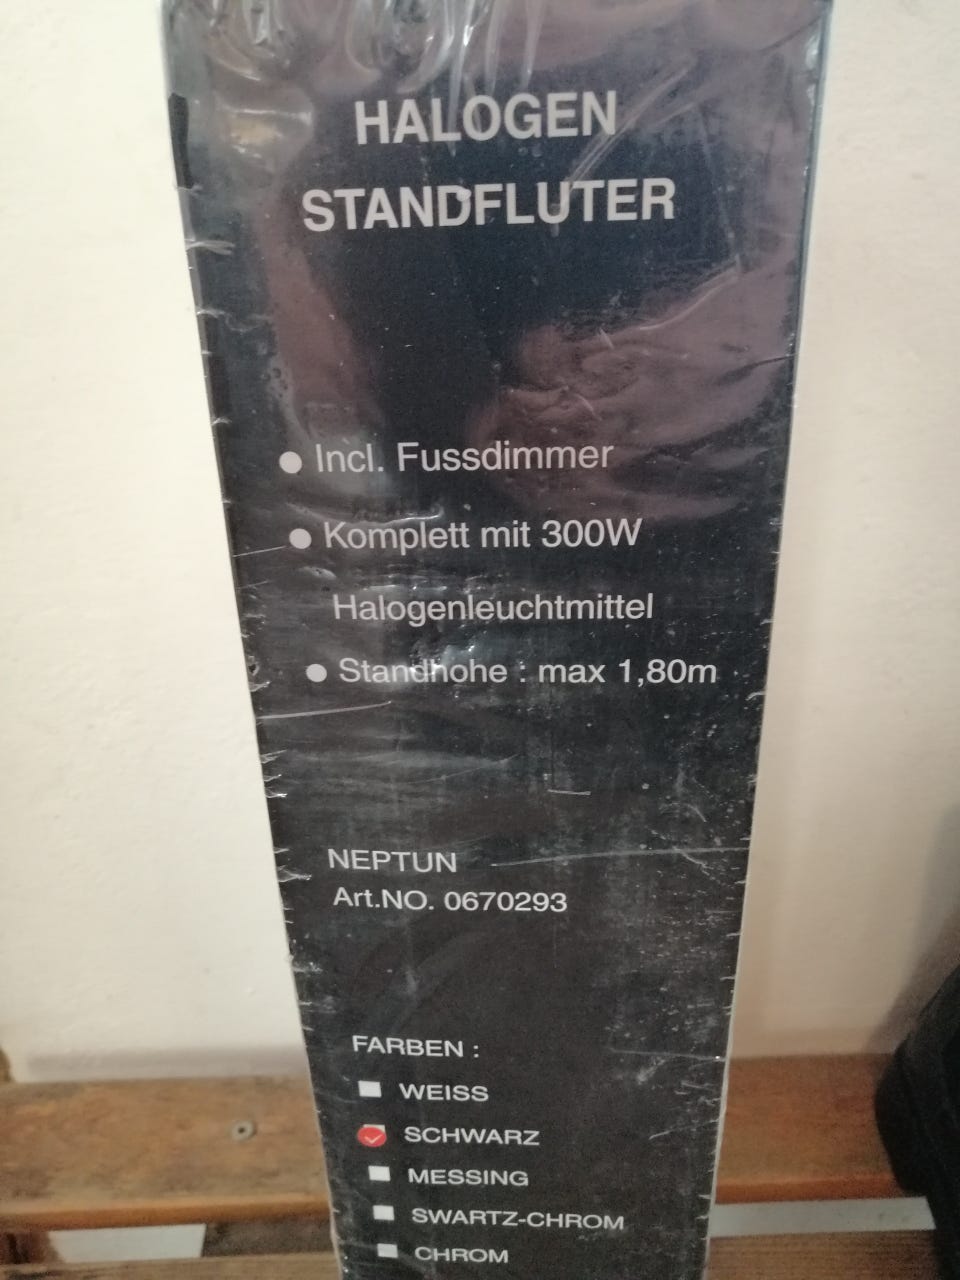 HALOGEN
STANDFLUTER
● Incl. Fussdimmer
● Komplett mit 300W
Halogenleuchtmittel
● Standhohe : max 1,80m
NEPTUN
Art.NO. 0670293
FARBEN :
WEISS
SCHWARZ
MESSING
SWARTZ-CHROM
CHROM